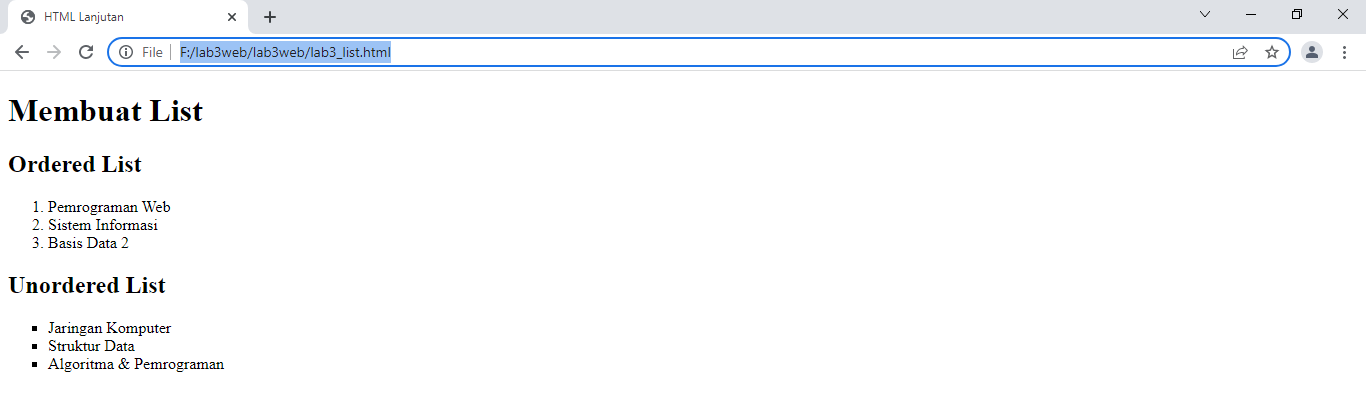 HTML Lanjutan
File F:/lab3web/lab3web/lab3_list.html
Membuat List
Ordered List
1. Pemrograman Web
2. Sistem Informasi
3. Basis Data 2
Unordered List
▪ Jaringan Komputer
▪ Struktur Data
▪ Algoritma & Pemrograman